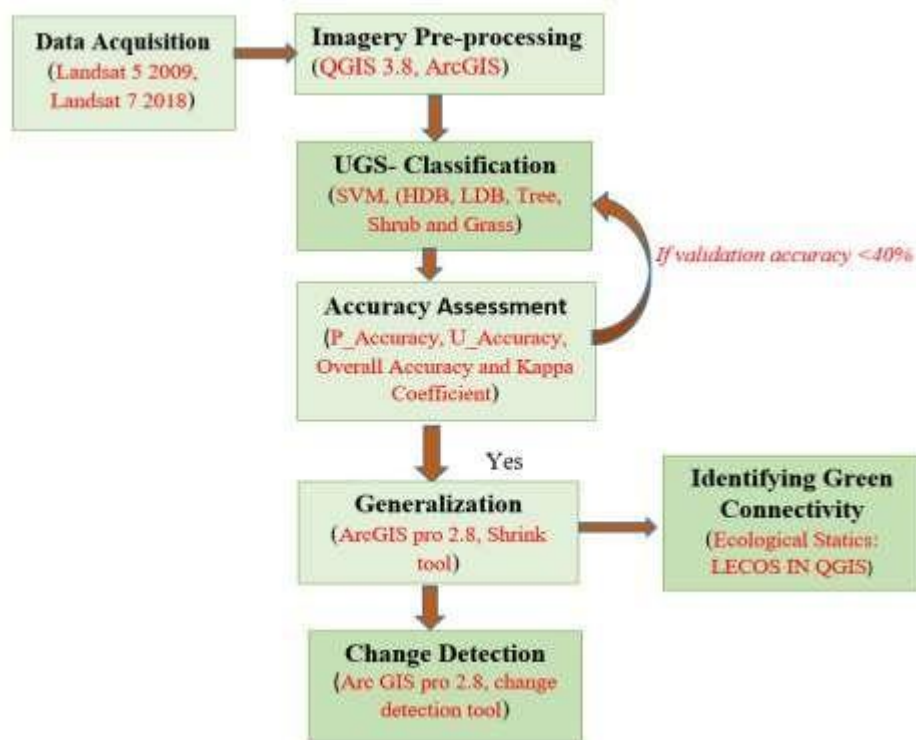 Data Acquisition
(Landsat 5 2009,
Landsat 7 2018)
Imagery Pre-processing
(QGIS 3.8, ArcGIS)
UGS- Classification
(SVM, (HDB, LDB, Tree,
Shrub and Grass)
If validation accuracy <40%
Accuracy Assessment
(P_Accuracy, U_Accuracy,
Overall Accuracy and Kappa
Coefficient)
Yes
Generalization
(ArcGIS pro 2.8, Shrink
tool)
Identifying Green
Connectivity
(Ecological Statics:
LECOS IN QGIS)
Change Detection
(Arc GIS pro 2.8, change
detection tool)